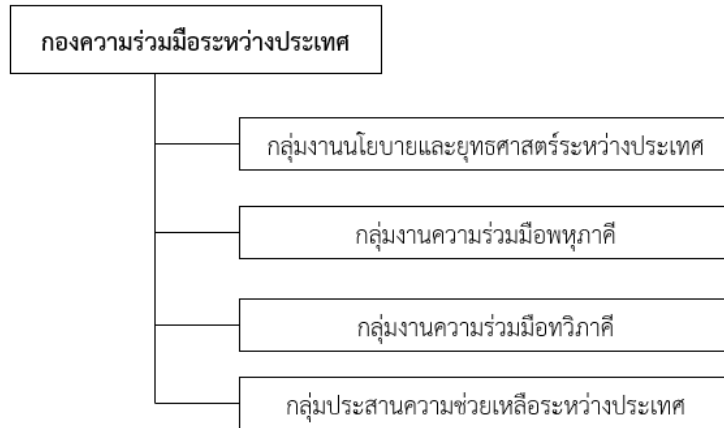 กองความร่วมมือระหว่างประเทศ
กลุ่มงานนโยบายและยุทธศาสตร์ระหว่างประเทศ
กลุ่มงานความร่วมมือพหุภาคี
กลุ่มงานความร่วมมือทวิภาคี
กลุ่มประสานความช่วยเหลือระหว่างประเทศ